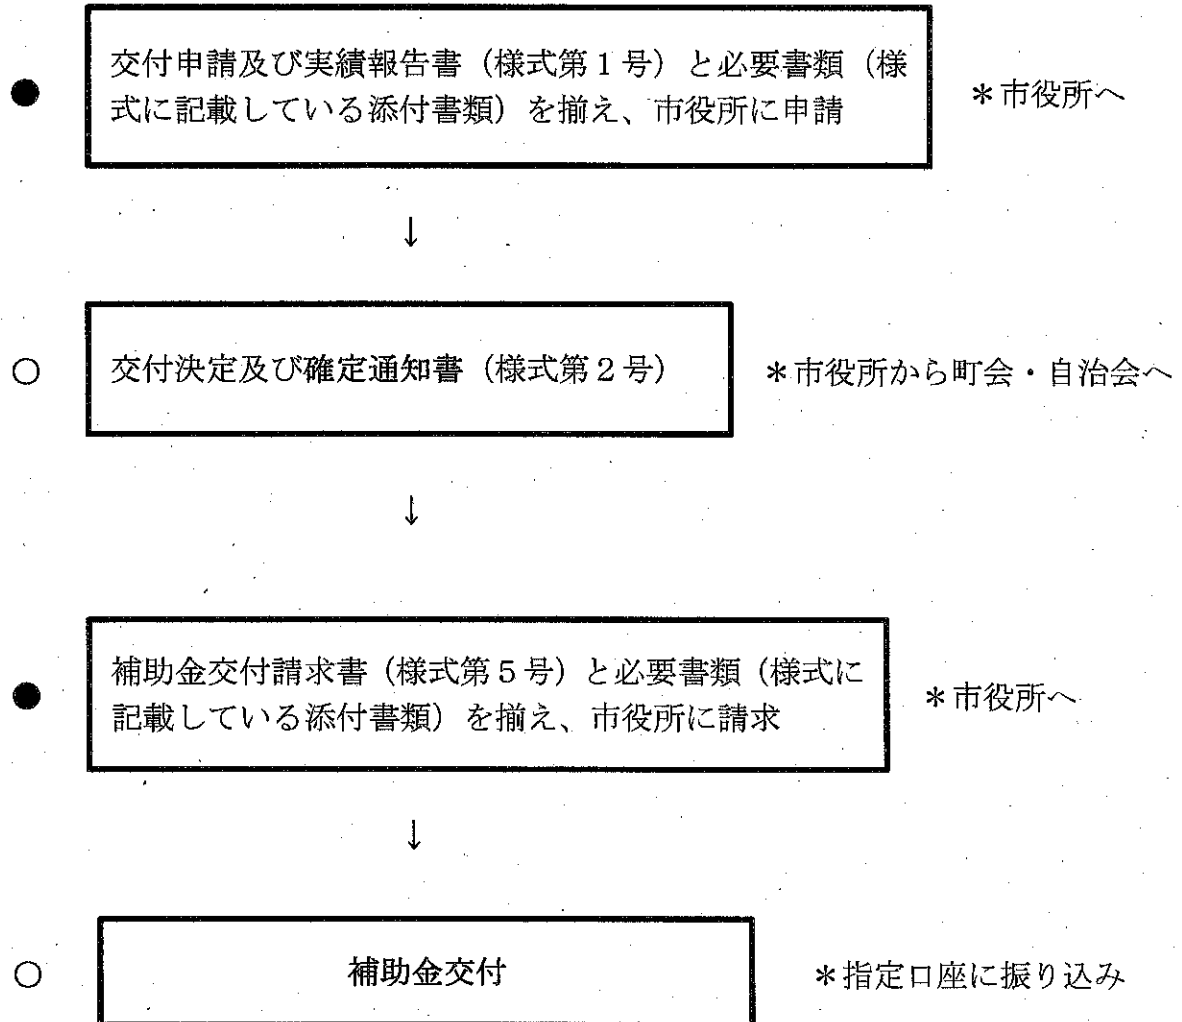 ● 交付申請及び実績報告書（様式第１号）と必要書類（様 ＊市役所へ
式に記載している添付書類）を揃え、市役所に申請
↓
○ 交付決定及び確定通知書（様式第２号） ＊市役所から町会・自治会へ
↓
● 補助金交付請求書（様式第５号）と必要書類（様式に ＊市役所へ
記載している添付書類）を揃え、市役所に請求
↓
○ 補助金交付 ＊指定口座に振り込み